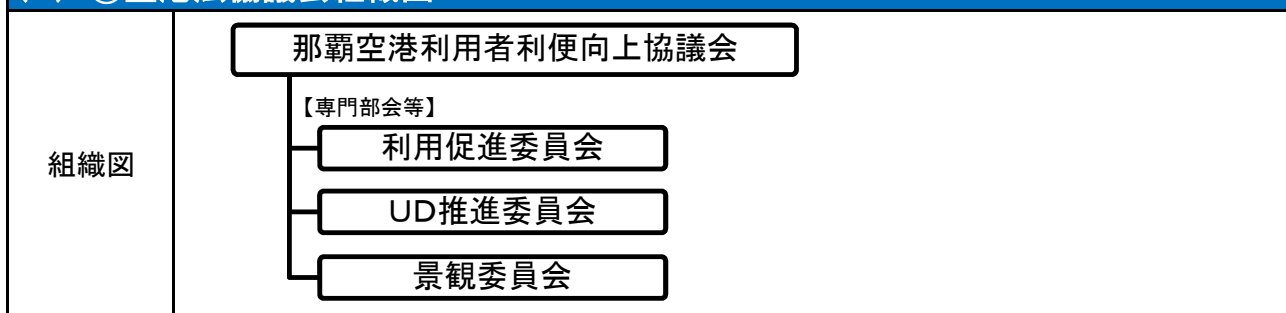 那覇空港利用者利便向上協議会
【専門部会等】
利用促進委員会
組織図
UD推進委員会
景観委員会